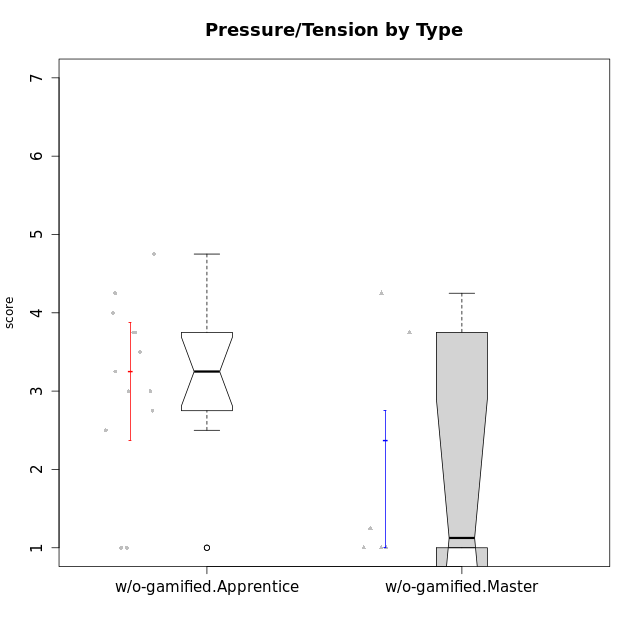 Pressure/Tension by Type
7
6
5
4
3
2
1
score
w/o-gamified.Apprentice
w/o-gamified.Master